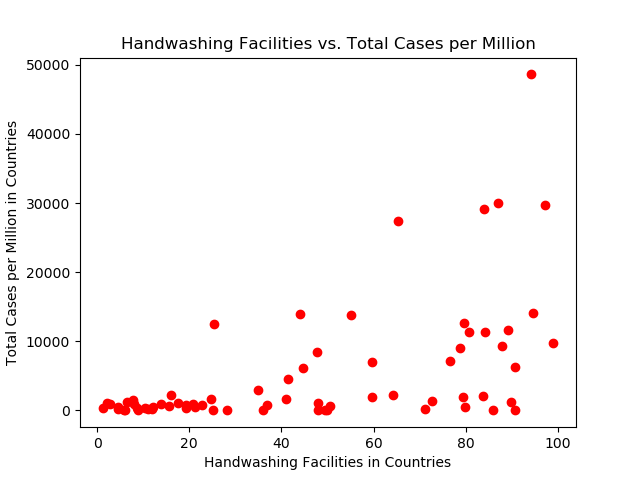 Handwashing Facilities vs. Total Cases per Million
Total Cases per Million in Countries
50000
40000
30000
20000
10000
0
0 20 40 60 80 100
Handwashing Facilities in Countries